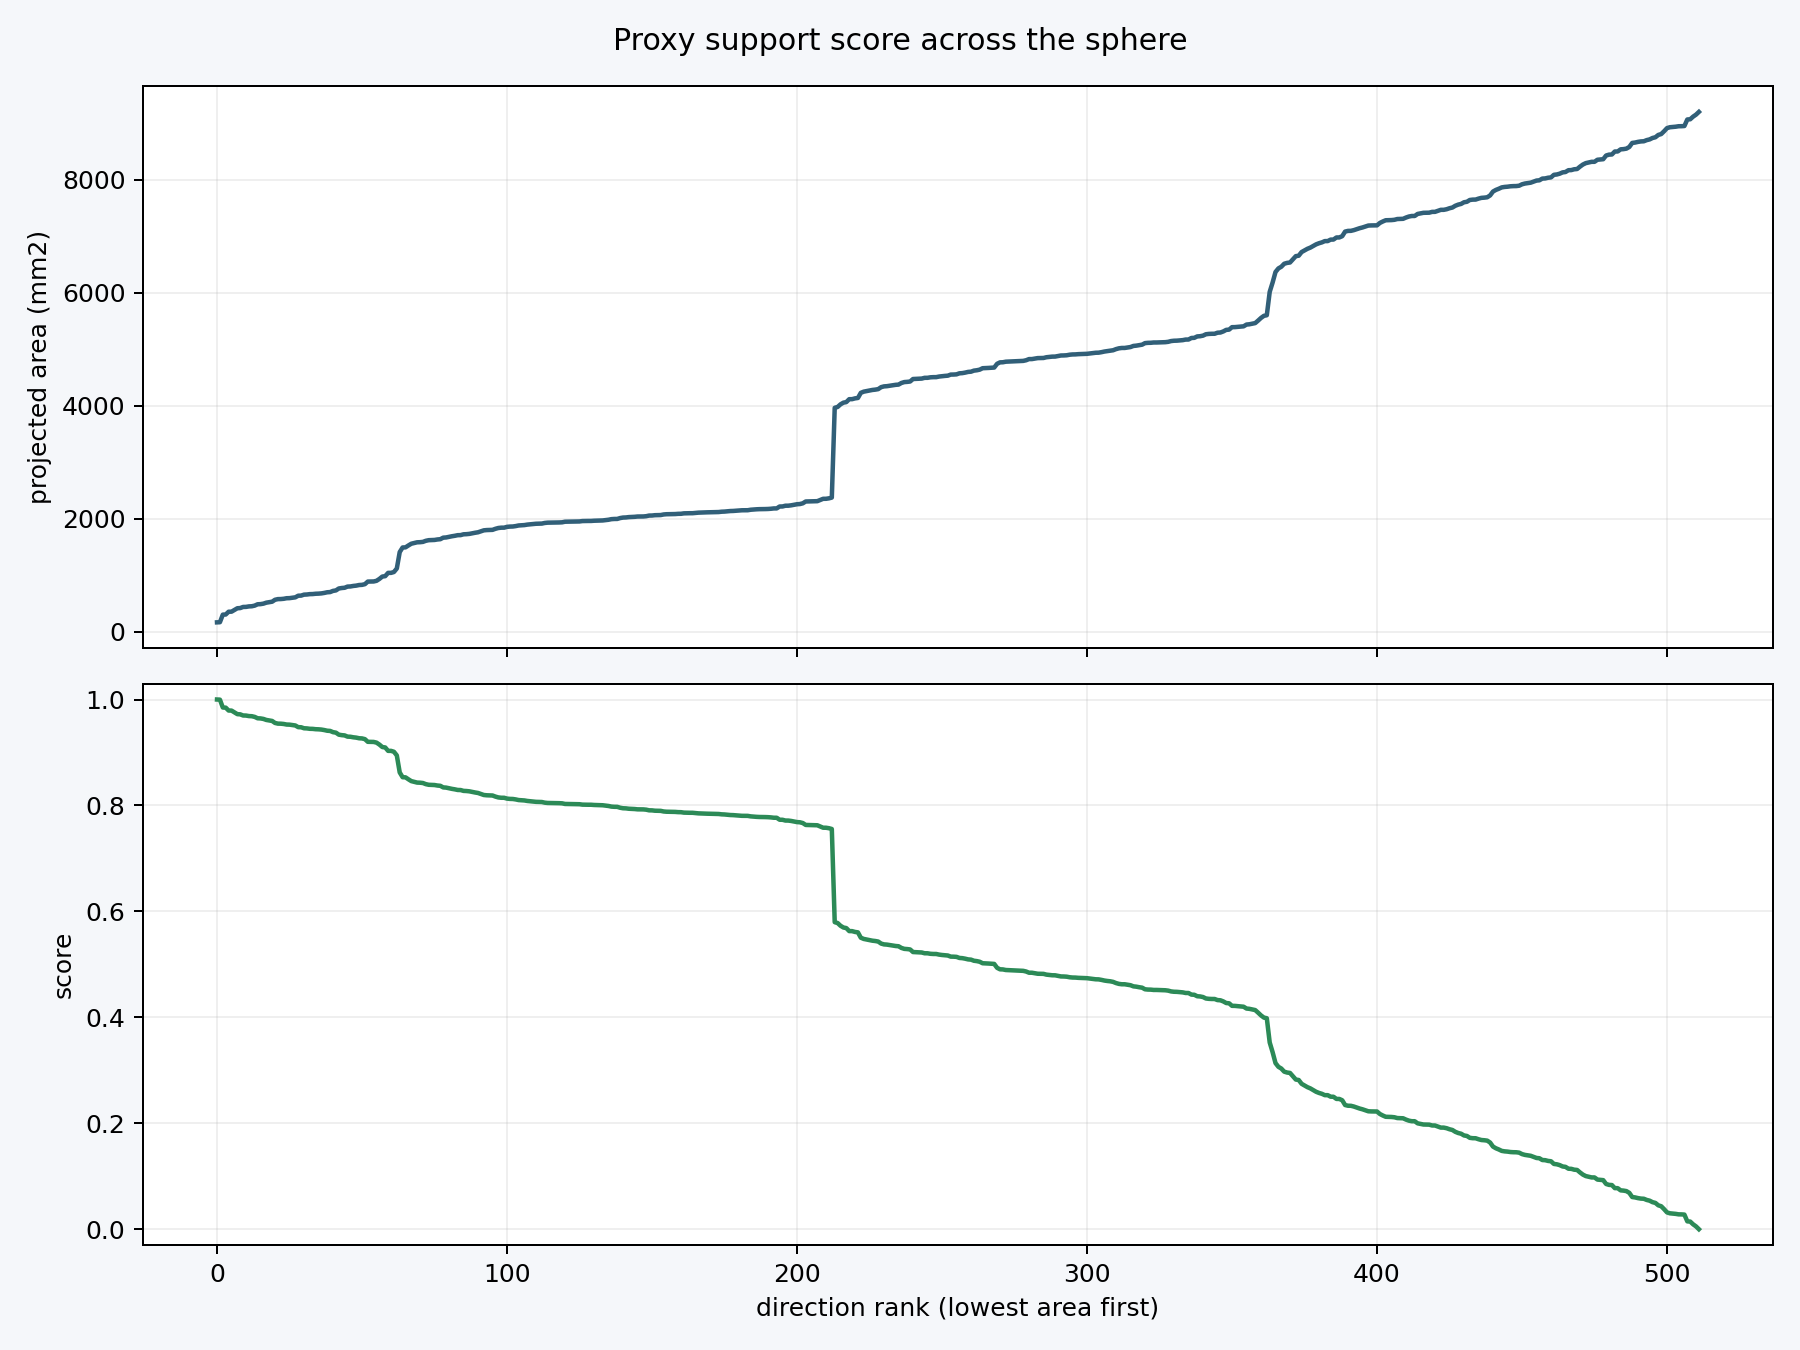 Proxy support score across the sphere
projected area (mm2)
8000
6000
4000
2000
0
score
1.0
0.8
0.6
0.4
0.2
0.0
0 100 200 300 400 500
direction rank (lowest area first)